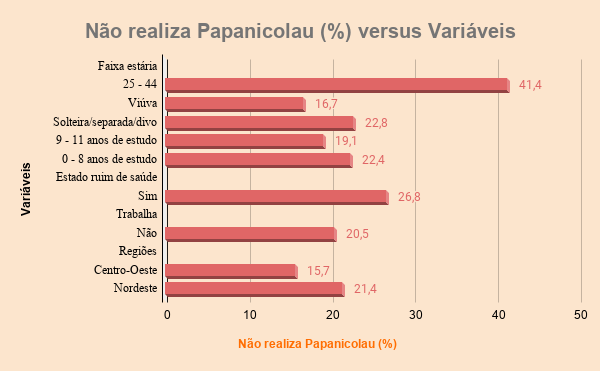 Não realiza Papanicolau (%) versus Variáveis
Variáveis
Faixa estária
25 - 44
41,4
Viúva
16,7
Solteira/separada/divo
22,8
9 - 11 anos de estudo
19,1
0 - 8 anos de estudo
22,4
Estado ruim de saúde
Sim
26,8
Trabalha
Não
20,5
Regiões
Centro-Oeste
15,7
Nordeste
21,4
0 10 20 30 40 50
Não realiza Papanicolau (%)